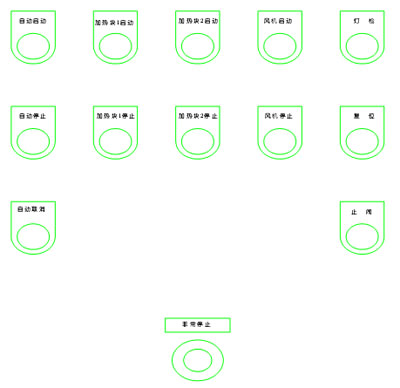 自动启动
加热块1启动
加热块2启动
风机启动
灯 检
自动停止
加热块1停止
加热块2停止
风机停止
复 位
自动取消
止 鸣
非常停止